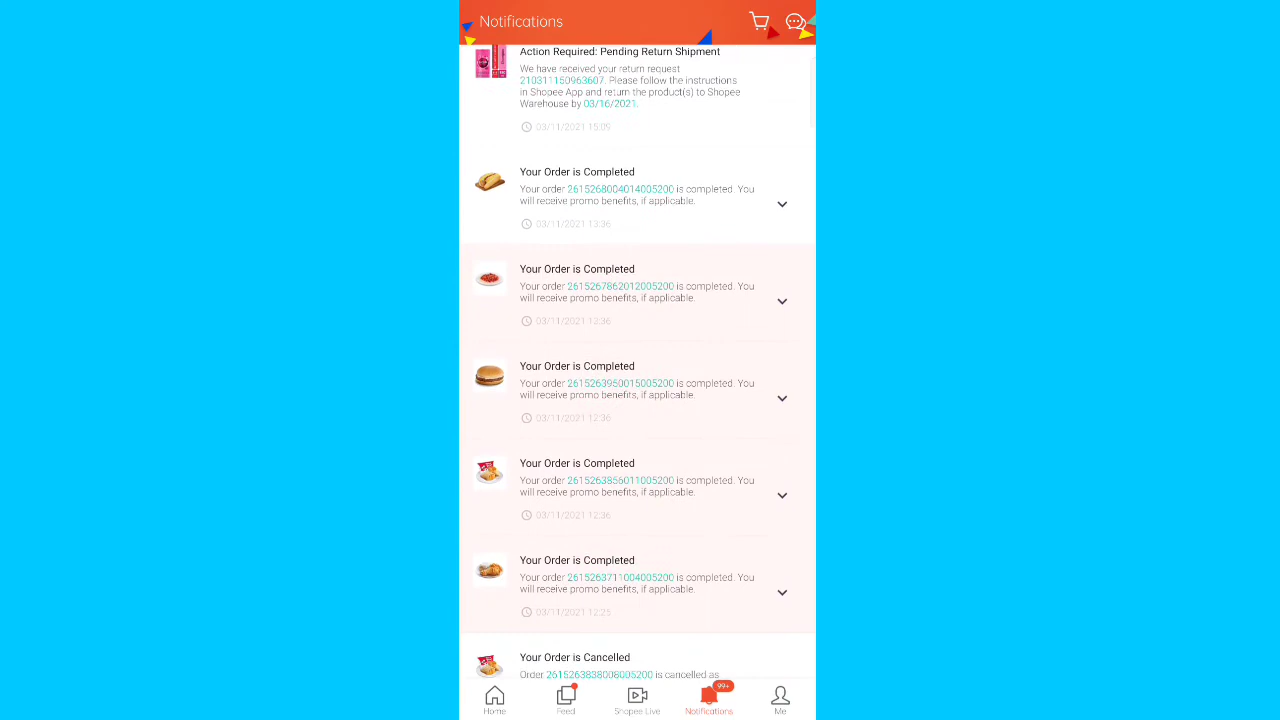 Notifications
Action Required: Pending Return Shipment
We have received your return request
210311150963607. Please follow the instructions
in Shopee App and return the product(s) to Shopee
Warehouse by 03/16/2021.
03/11/2021 15:09
Your Order is Completed
Your order 2615268004014005200 is completed. You
will receive promo benefits, if applicable.
03/11/2021 13:36
Your Order is Completed
Your order 2615267862012005200 is completed. You
will receive promo benefits, if applicable.
03/11/2021 12:36
Your Order is Completed
Your order 2615263950015005200 is completed. You
will receive promo benefits, if applicable.
03/11/2021 12:36
Your Order is Completed
Your order 2615263856011005200 is completed. You
will receive promo benefits, if applicable.
03/11/2021 12:36
Your Order is Completed
Your order 2615263711004005200 is completed. You
will receive promo benefits, if applicable.
03/11/2021 12:25
Your Order is Cancelled
Order 2615263838008005200 is cancelled as
99+
Home Feed Shopee Live Notifications Me